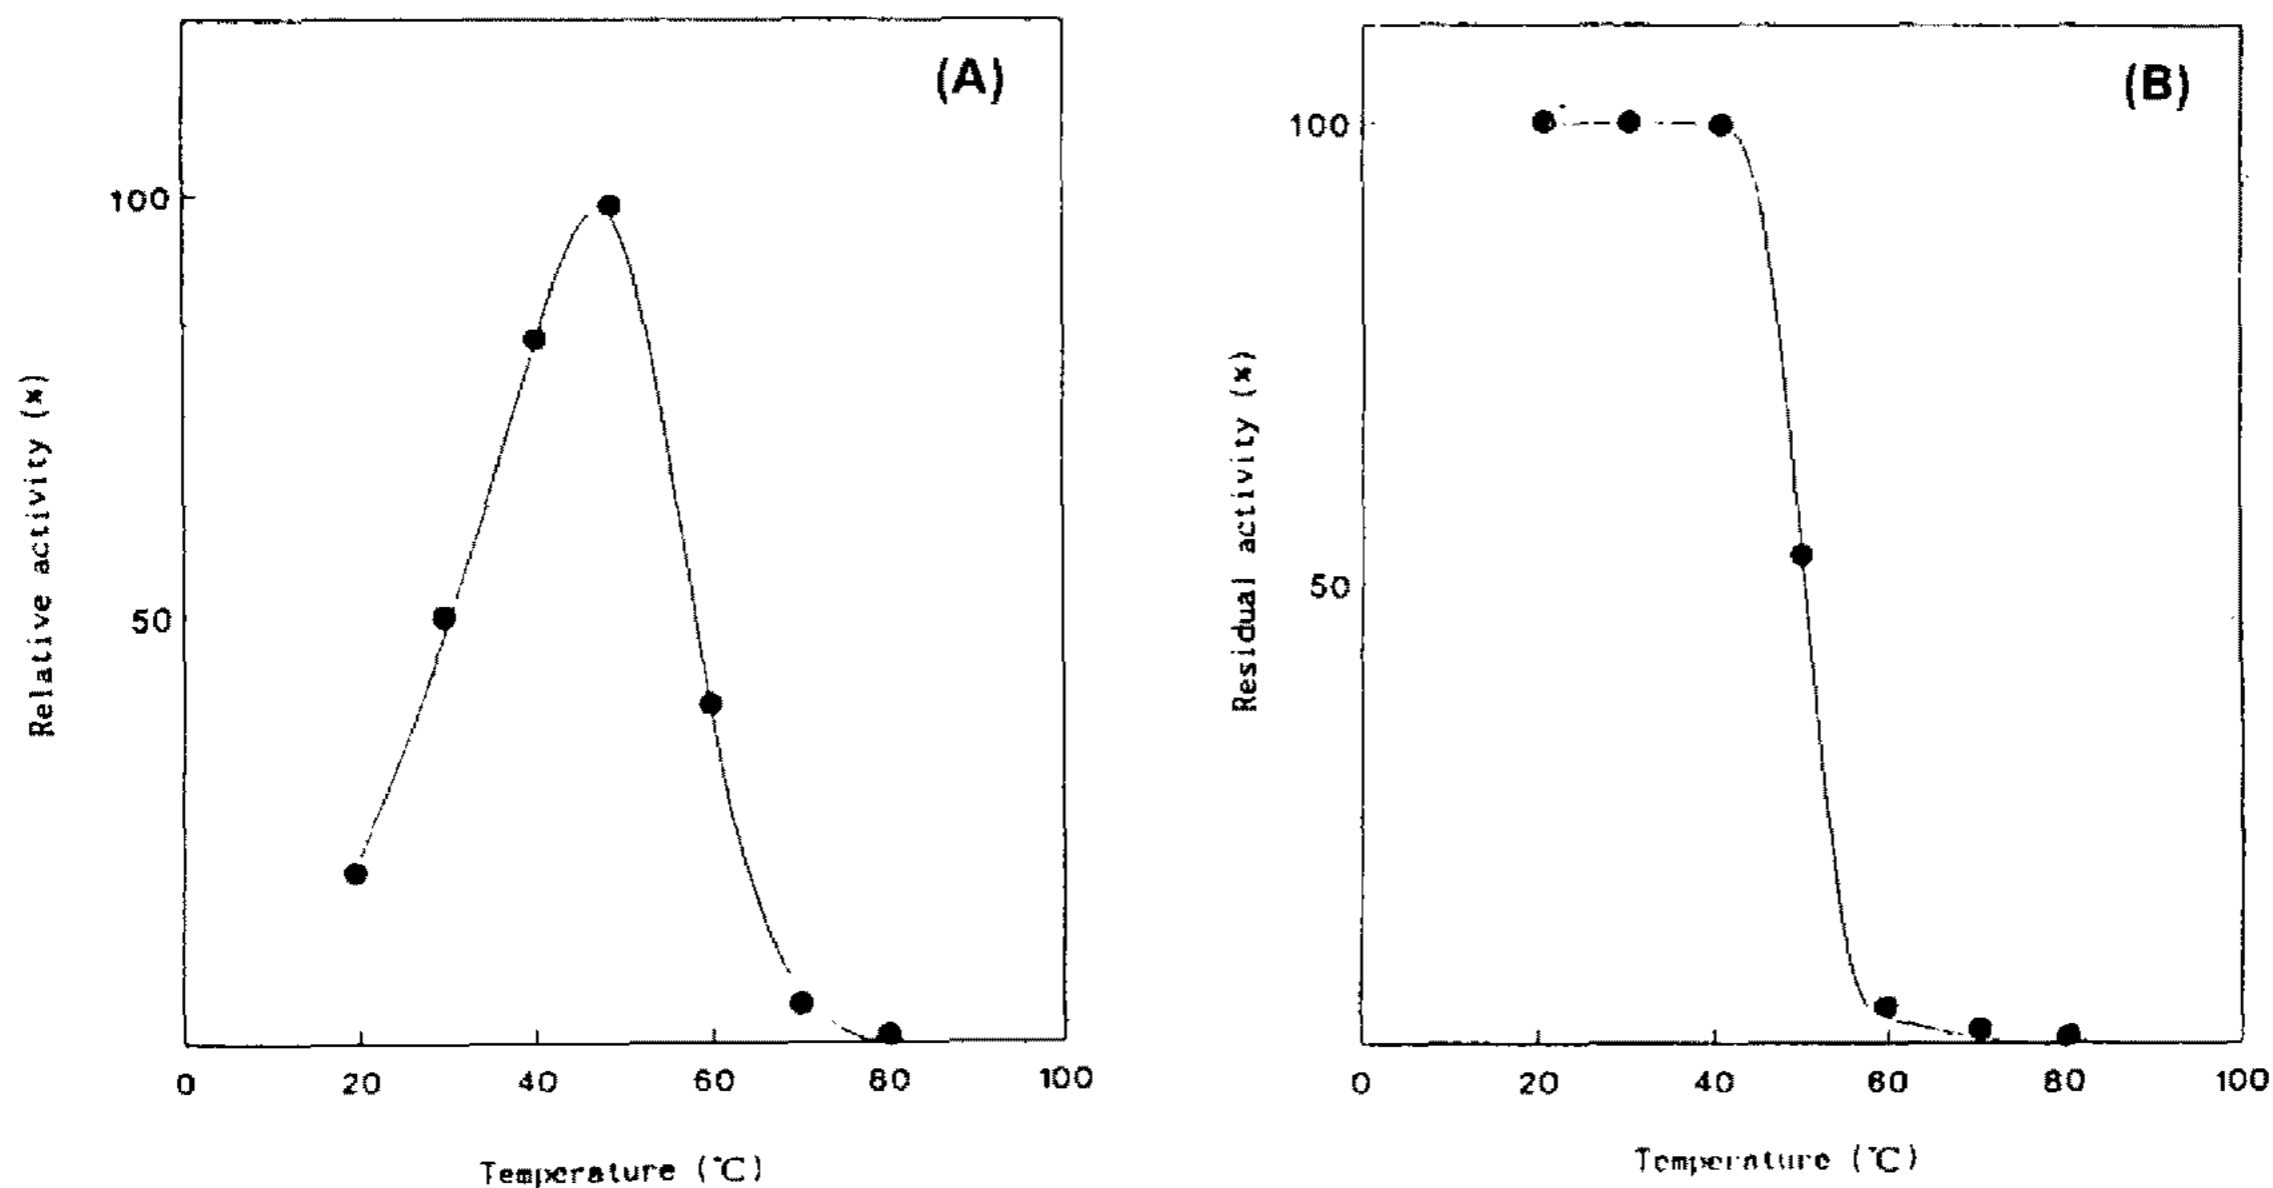 (A)
100
50
Relative activity (%)
0 20 40 60 80 100
Temperature (℃)
(B)
100
50
Residual activity (%)
0 20 40 60 80 100
Temperature (℃)